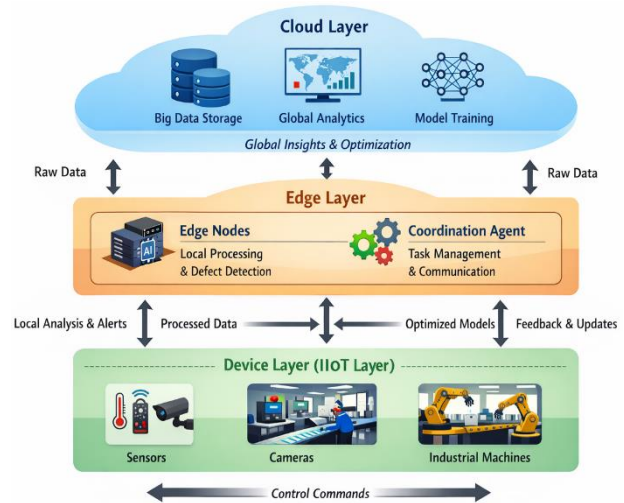 Cloud Layer
Big Data Storage
Global Analytics
Model Training
Global Insights & Optimization
Raw Data
Raw Data
Edge Layer
Edge Nodes
Local Processing
& Defect Detection
AI
Coordination Agent
Task Management
& Communication
Local Analysis & Alerts
Processed Data
Optimized Models
Feedback & Updates
Device Layer (IIoT Layer)
Sensors
Cameras
Industrial Machines
Control Commands